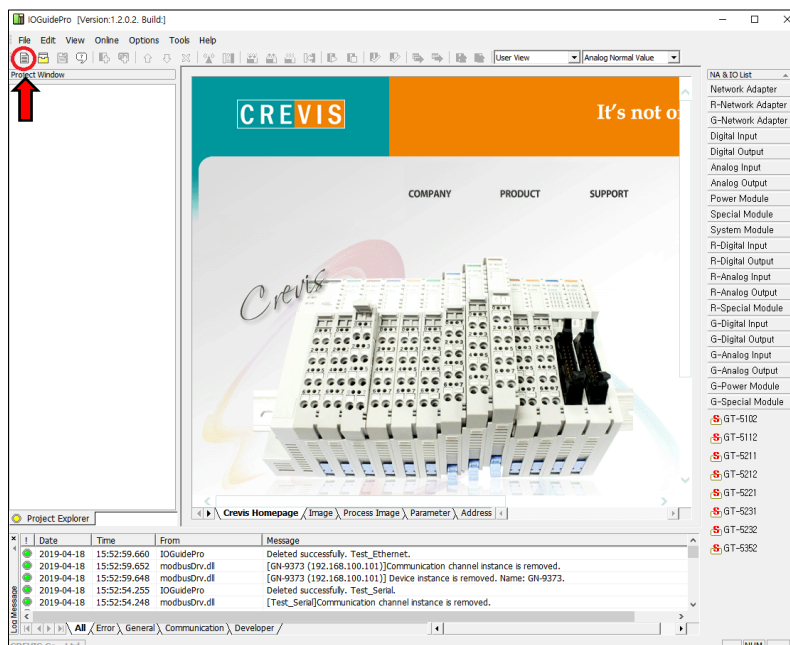 IOGuidePro [Version:1.2.0.2. Build:]
File Edit View Online Options Tools Help
User View Analog Normal Value
Project Window
NA & IO List
CREVIS It's not o
COMPANY PRODUCT SUPPORT
Crevis
Network Adapter
R-Network Adapter
G-Network Adapter
Digital Input
Digital Output
Analog Input
Analog Output
Power Module
Special Module
System Module
R-Digital Input
R-Digital Output
R-Analog Input
R-Analog Output
R-Special Module
G-Digital Input
G-Digital Output
G-Analog Input
G-Analog Output
G-Power Module
G-Special Module
GT-5102
GT-5112
GT-5211
GT-5212
GT-5221
GT-5231
GT-5232
GT-5352
Crevis Homepage Image Process Image Parameter Address
Project Explorer
! Date Time From Message
2019-04-18 15:52:59.660 IOGuidePro Deleted successfully. Test_Ethernet.
2019-04-18 15:52:59.652 modbusDrv.dll [GN-9373 (192.168.100.101)]Communication channel instance is removed.
2019-04-18 15:52:59.648 modbusDrv.dll [GN-9373 (192.168.100.101)] Device instance is removed. Name: GN-9373.
2019-04-18 15:52:54.255 IOGuidePro Deleted successfully. Test_Serial.
2019-04-18 15:52:54.248 modbusDrv.dll [Test_Serial]Communication channel instance is removed.
Log Message
All Error General Communication Developer
NUM